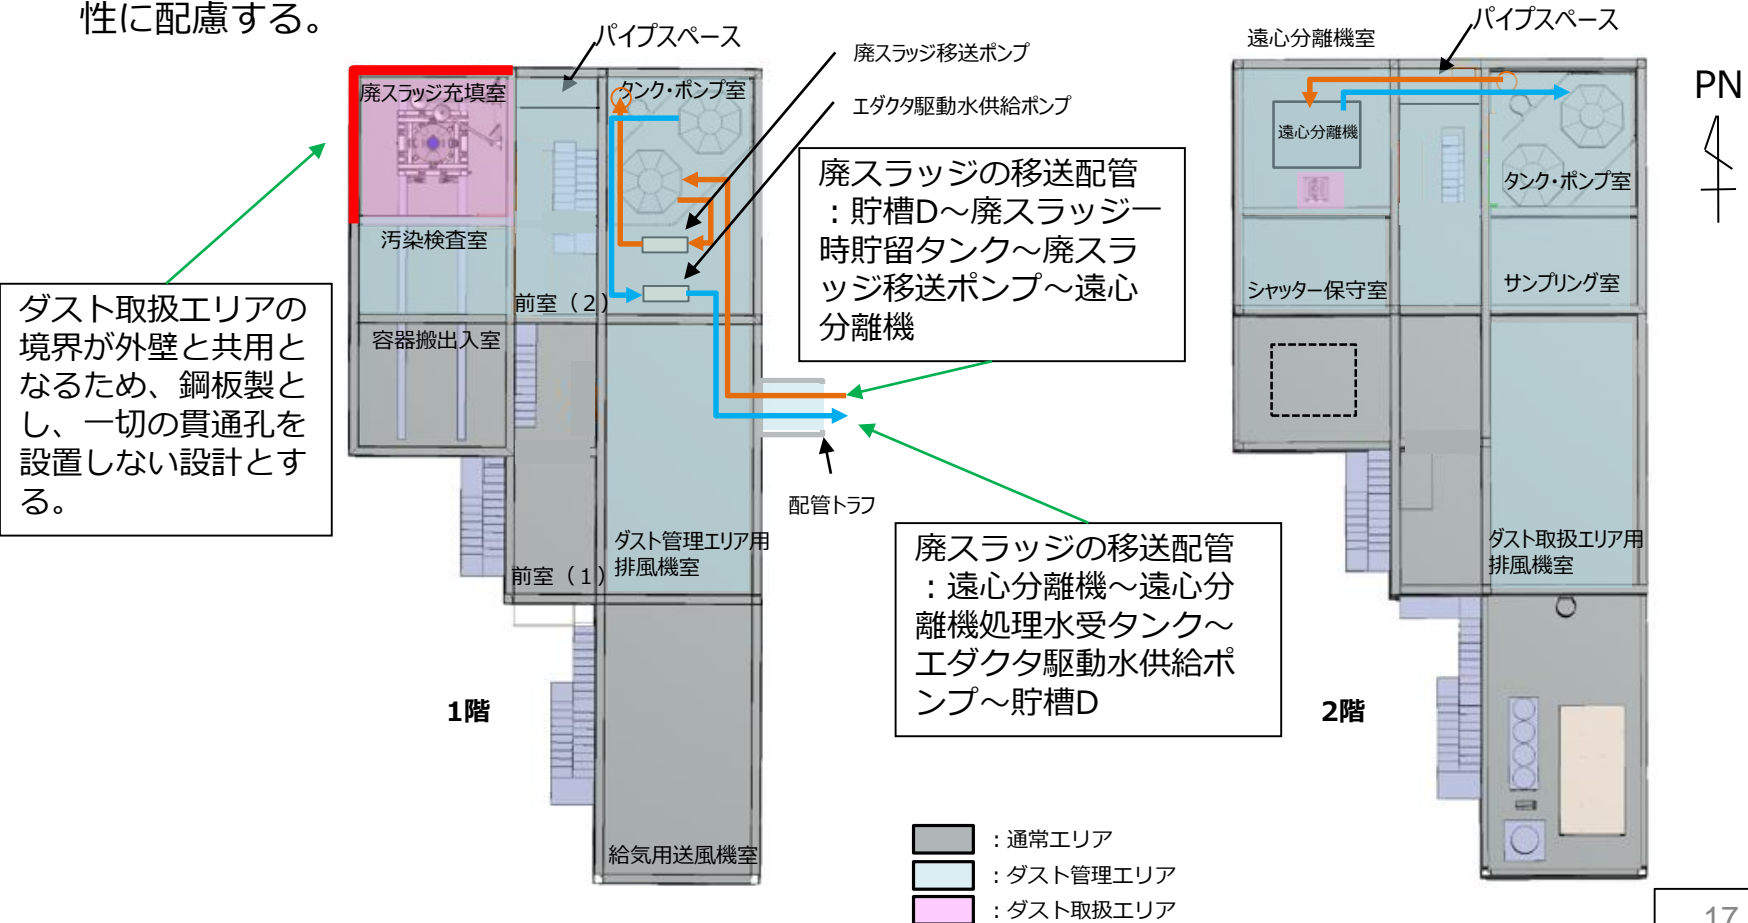 性に配慮する。
パイプスペース
廃スラッジ移送ポンプ
エダクタ駆動水供給ポンプ
廃スラッジ充填室
タンク・ポンプ室
汚染検査室
前室（2）
容器搬出入室
ダスト管理エリア用
排風機室
前室（1）
給気用送風機室
配管トラフ
1階
ダスト取扱エリアの
境界が外壁と共用と
なるため、鋼板製と
し、一切の貫通孔を
設置しない設計とす
る。
廃スラッジの移送配管
：貯槽D～廃スラッジ一
時貯留タンク～廃スラ
ッジ移送ポンプ～遠心
分離機
廃スラッジの移送配管
：遠心分離機～遠心分
離機処理水受タンク～
エダクタ駆動水供給ポ
ンプ～貯槽D
遠心分離機室
パイプスペース
遠心分離機
タンク・ポンプ室
シャッター保守室
サンプリング室
ダスト取扱エリア用
排風機室
2階
PN
：通常エリア
：ダスト管理エリア
：ダスト取扱エリア
17